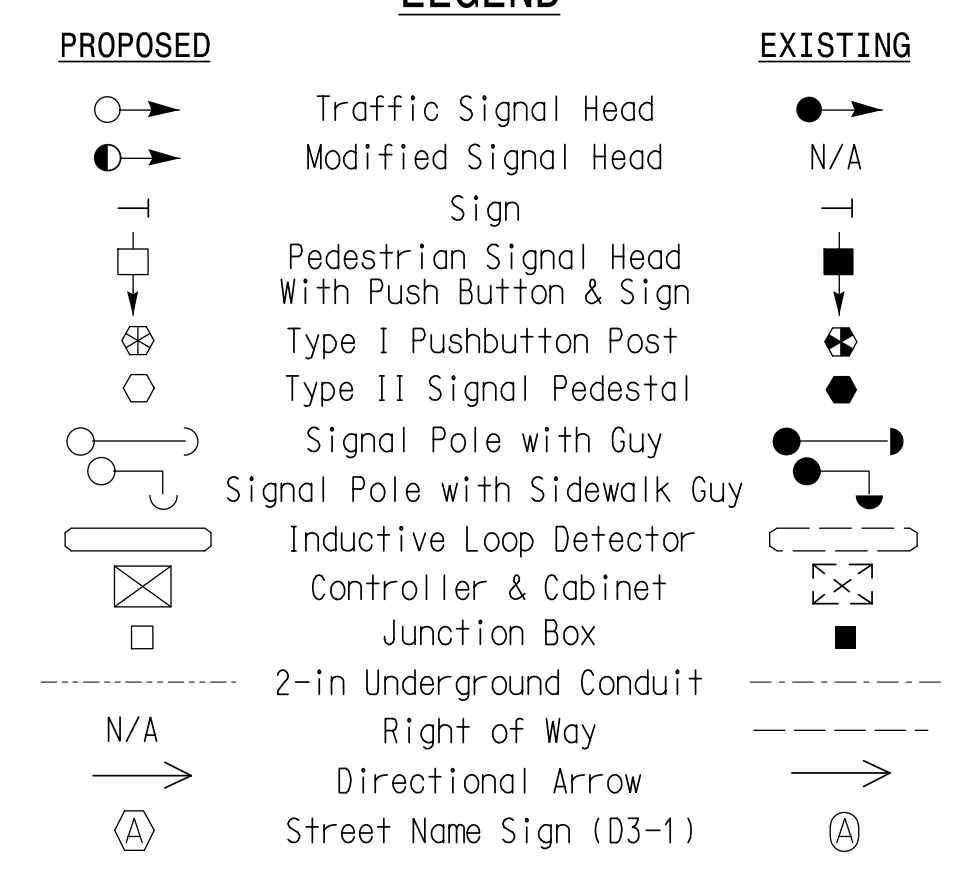 LEGEND
PROPOSED EXISTING
Traffic Signal Head
Modified Signal Head N/A
Sign
Pedestrian Signal Head
With Push Button & Sign
Type I Pushbutton Post
Type II Signal Pedestal
Signal Pole with Guy
Signal Pole with Sidewalk Guy
Inductive Loop Detector
Controller & Cabinet
Junction Box
2-in Underground Conduit
N/A Right of Way
Directional Arrow
A Street Name Sign (D3-1) A